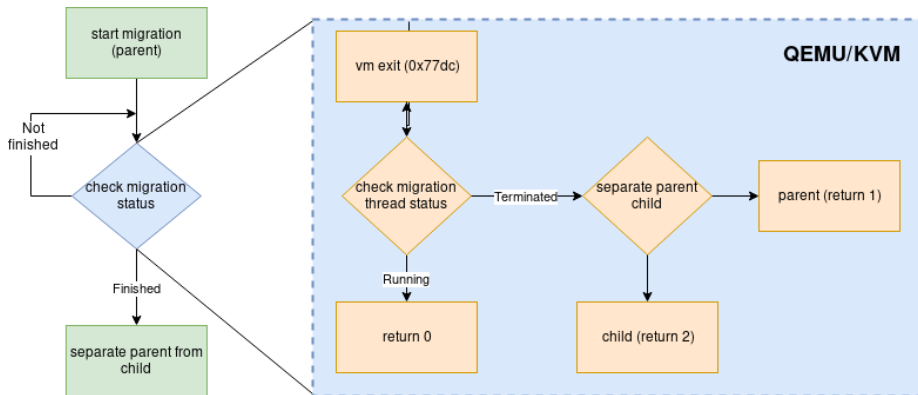 start migration
(parent)
Not
finished
check migration
status
Finished
separate parent from
child
QEMU/KVM
vm exit (0x77dc)
check migration
thread status
Terminated
separate parent
child
parent (return 1)
Running
return 0
child (return 2)